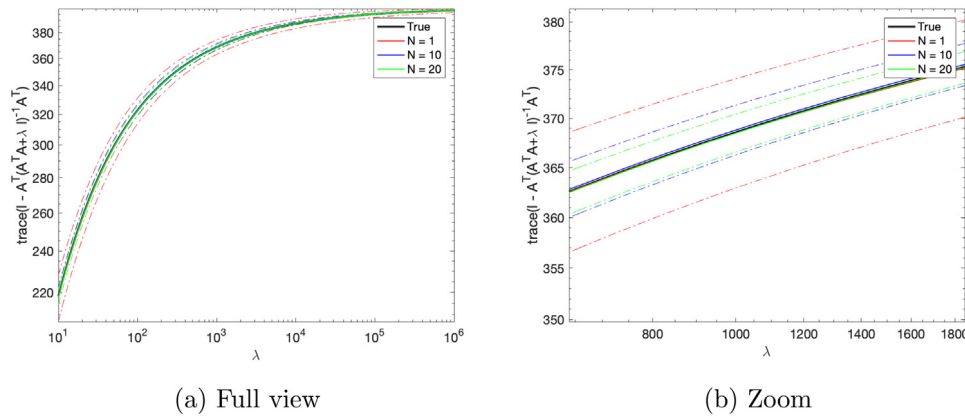 380
360
340
320
300
280
260
240
220
trace(I - A^T(A^TA+λ I)^-1A^T)
10^1
10^2
10^3
10^4
10^5
10^6
λ
True
N = 1
N = 10
N = 20
(a) Full view
380
375
370
365
360
355
350
trace(I - A^T(A^TA+λ I)^-1A^T)
800
1000
1200
1400
1600
1800
λ
True
N = 1
N = 10
N = 20
(b) Zoom